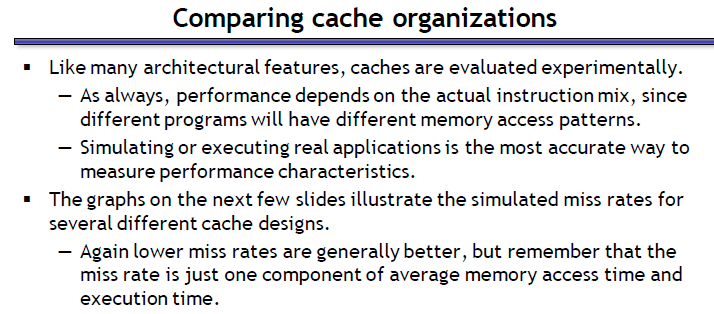 Comparing cache organizations
▪ Like many architectural features, caches are evaluated experimentally.
— As always, performance depends on the actual instruction mix, since
different programs will have different memory access patterns.
— Simulating or executing real applications is the most accurate way to
measure performance characteristics.
▪ The graphs on the next few slides illustrate the simulated miss rates for
several different cache designs.
— Again lower miss rates are generally better, but remember that the
miss rate is just one component of average memory access time and
execution time.